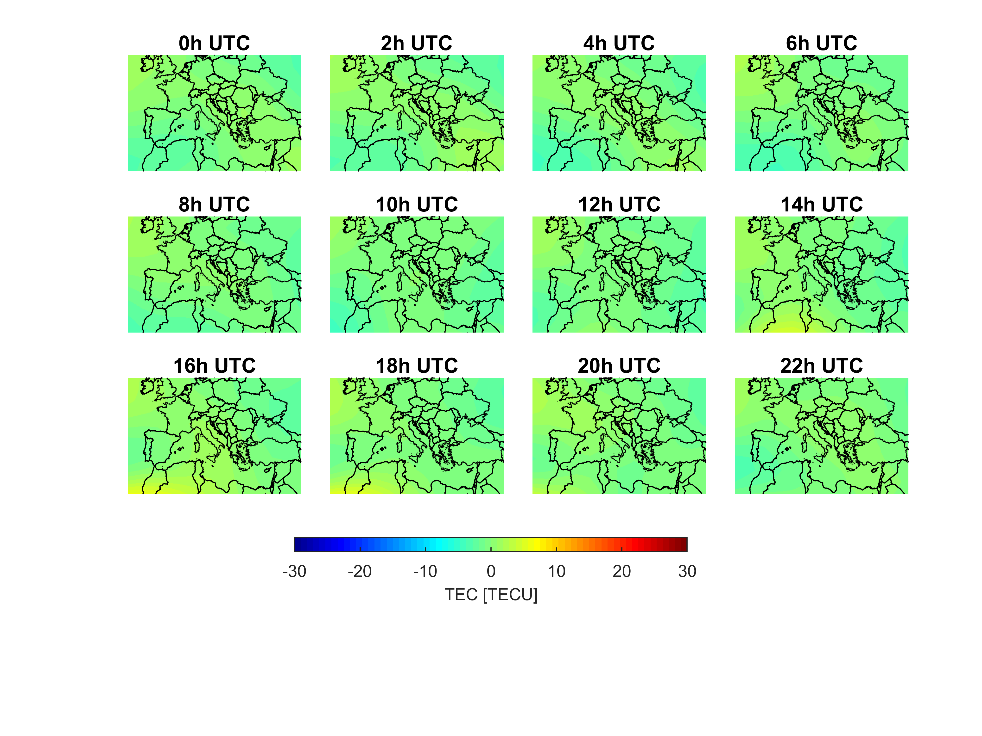 0h UTC 2h UTC 4h UTC 6h UTC
8h UTC 10h UTC 12h UTC 14h UTC
16h UTC 18h UTC 20h UTC 22h UTC
-30 -20 -10 0 10 20 30
TEC [TECU]